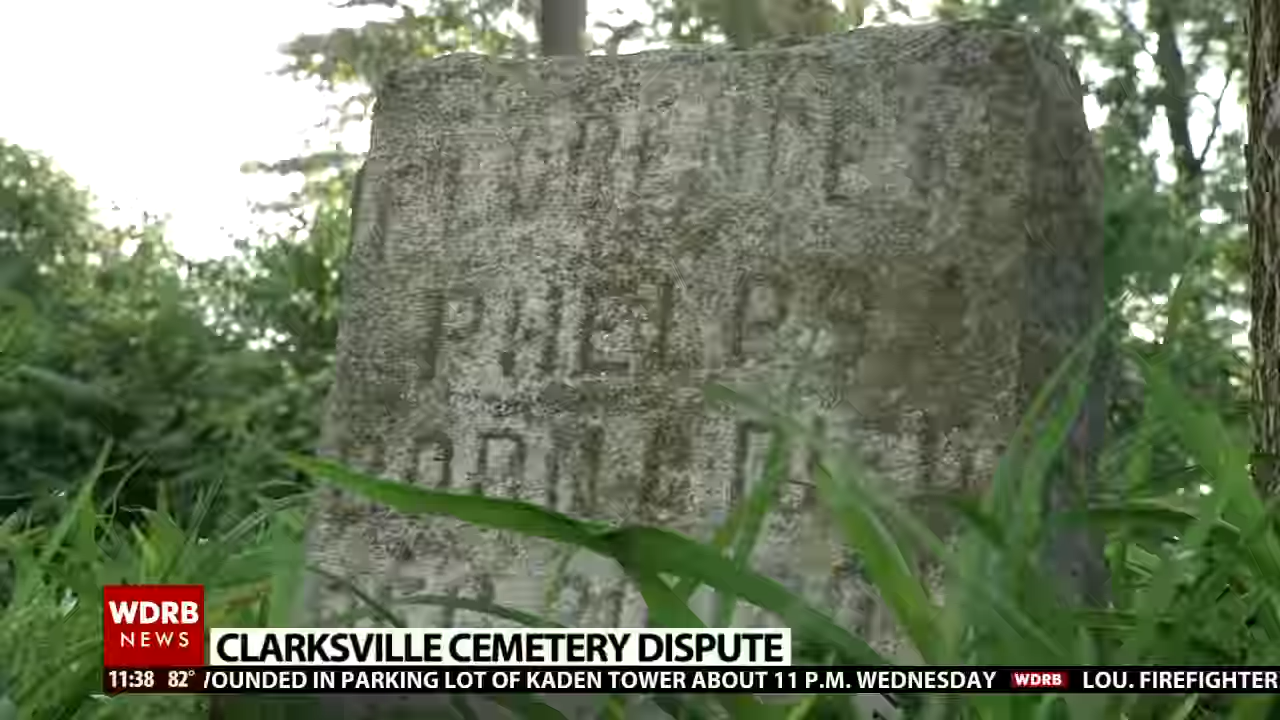 PHELPS
APRIL
WDRB
NEWS
CLARKSVILLE CEMETERY DISPUTE
11:38 82° /OUNDED IN PARKING LOT OF KADEN TOWER ABOUT 11 P.M. WEDNESDAY WDRB LOU. FIREFIGHTER